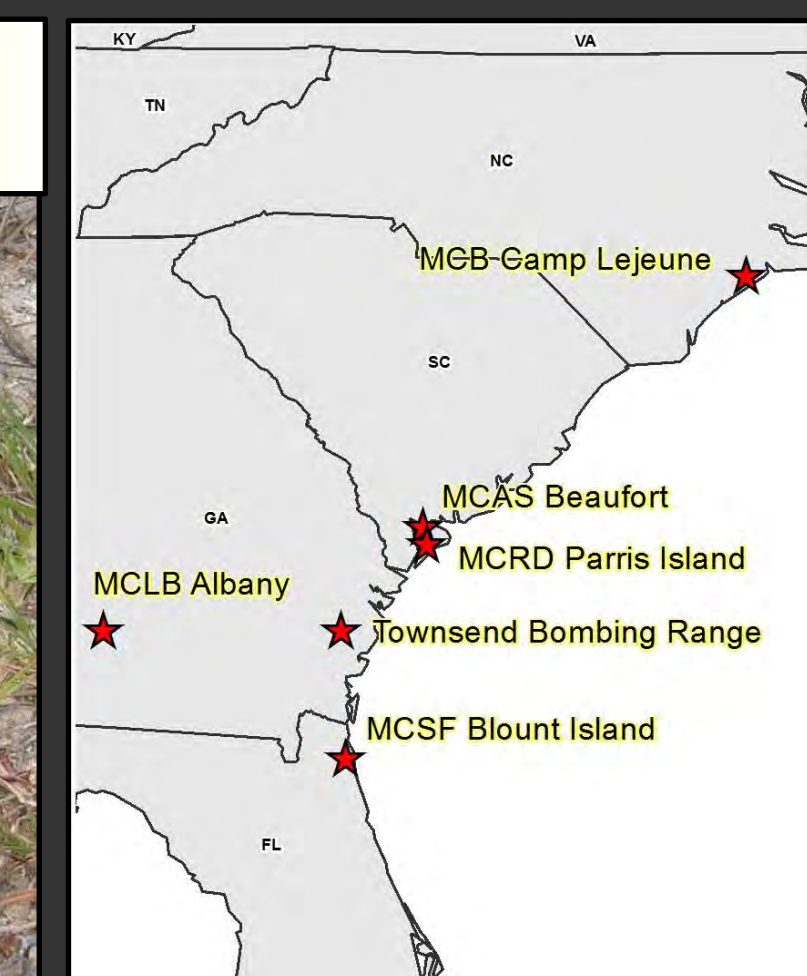 KY
VA
TN
NC
MCB Camp Lejeune
SC
MCAS Beaufort
GA
MCRD Parris Island
MCLB Albany
Townsend Bombing Range
MCSF Blount Island
FL